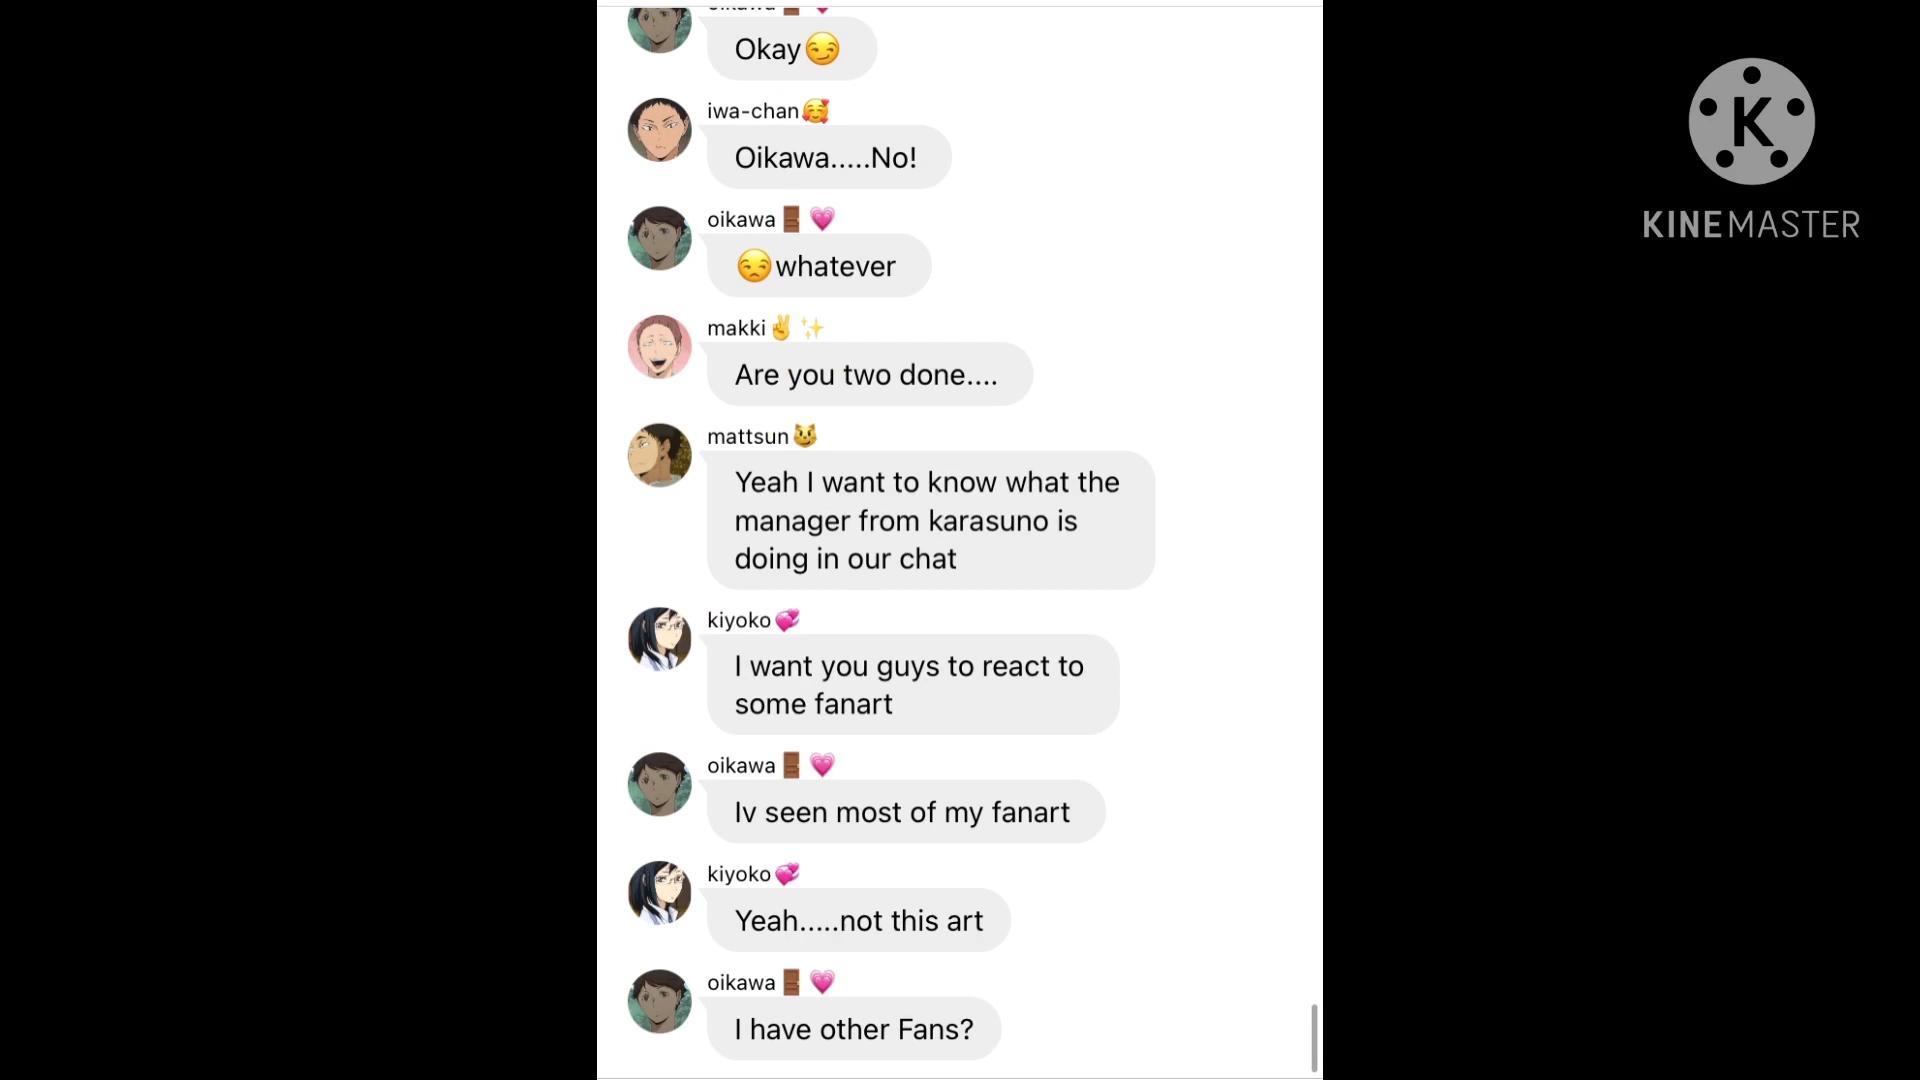 Okay😏
iwa-chan🥰
Oikawa.....No!
oikawa🚪💗
😒whatever
makki✌️✨
Are you two done....
mattsun😼
Yeah I want to know what the
manager from karasuno is
doing in our chat
kiyoko💞
I want you guys to react to
some fanart
oikawa🚪💗
Iv seen most of my fanart
kiyoko💞
Yeah.....not this art
oikawa🚪💗
I have other Fans?
K
KINEMASTER